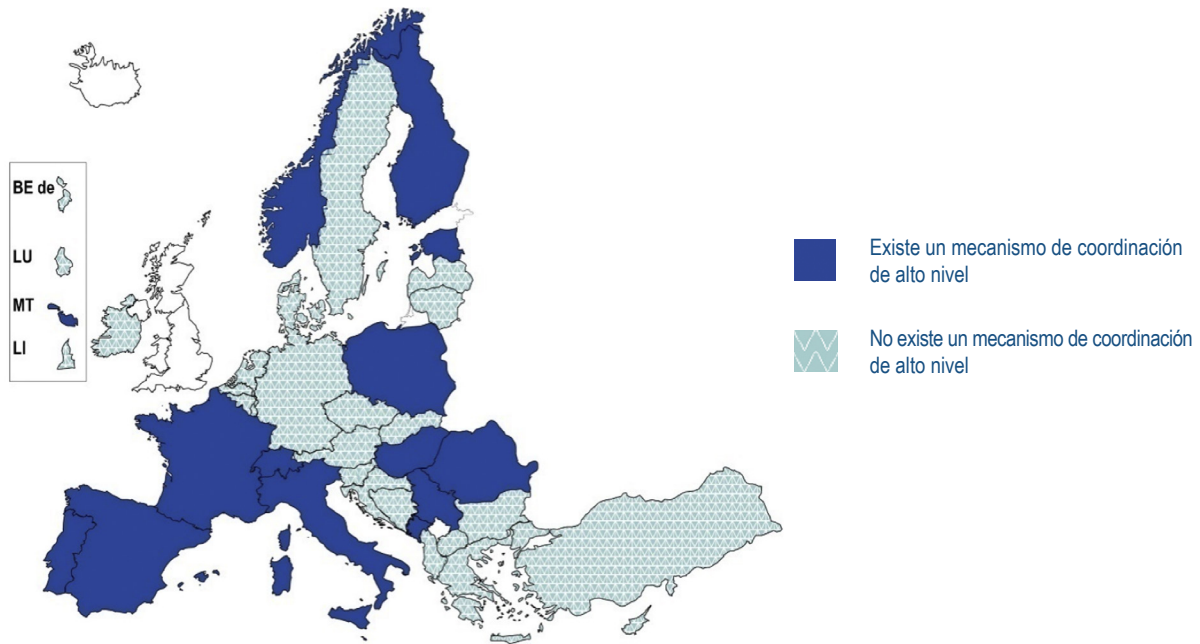 BE de
LU
MT
LI
Existe un mecanismo de coordinación
de alto nivel
No existe un mecanismo de coordinación
de alto nivel